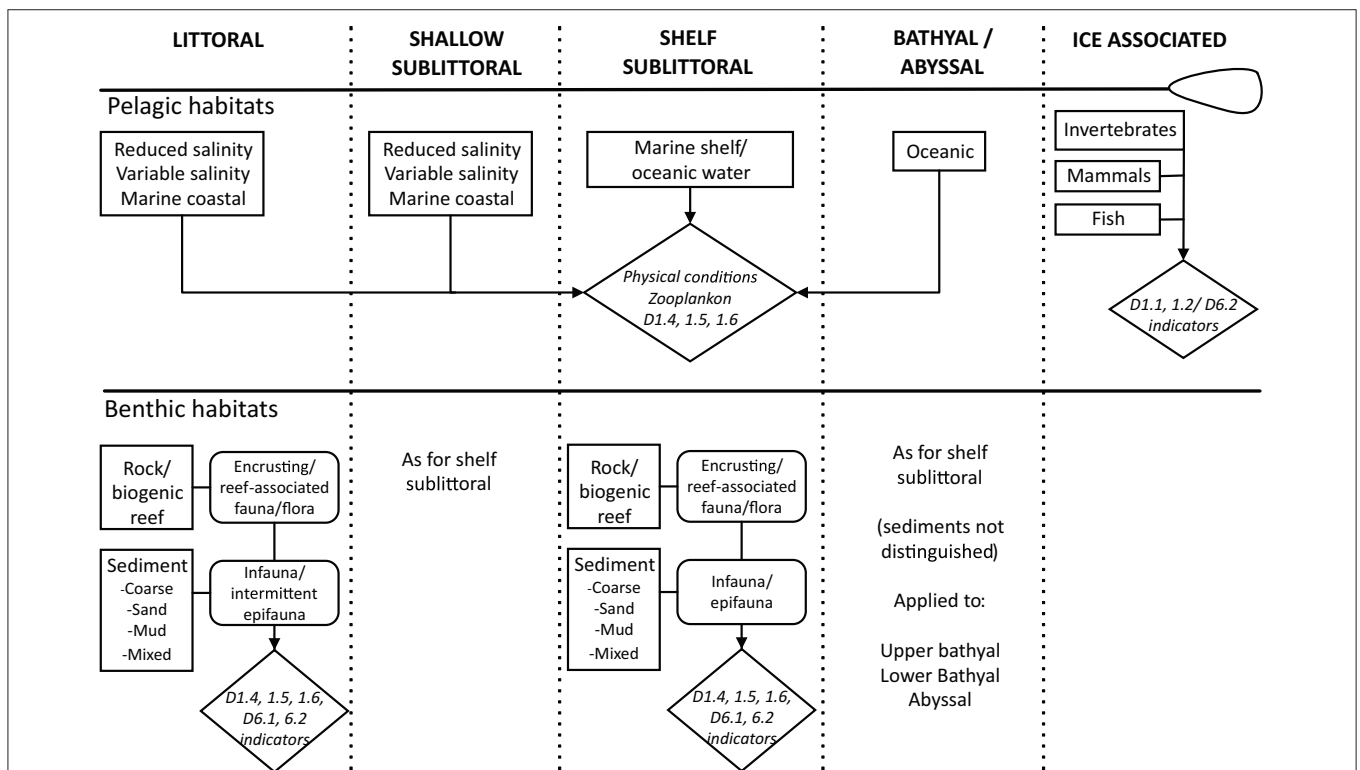 LITTORAL
SHALLOW
SUBLITTORAL
SHELF
SUBLITTORAL
BATHYAL /
ABYSSAL
ICE ASSOCIATED
Pelagic habitats
Reduced salinity
Variable salinity
Marine coastal
Reduced salinity
Variable salinity
Marine coastal
Marine shelf/
oceanic water
Oceanic
Invertebrates
Mammals
Fish
Physical conditions
Zooplankon
D1.4, 1.5, 1.6
D1.1, 1.2/ D6.2
indicators
Benthic habitats
Rock/
biogenic
reef
Encrusting/
reef-associated
fauna/flora
Sediment
-Coarse
-Sand
-Mud
-Mixed
Infauna/
intermittent
epifauna
D1.4, 1.5, 1.6,
D6.1, 6.2
indicators
As for shelf
sublittoral
Rock/
biogenic
reef
Encrusting/
reef-associated
fauna/flora
Sediment
-Coarse
-Sand
-Mud
-Mixed
Infauna/
epifauna
D1.4, 1.5, 1.6,
D6.1, 6.2
indicators
As for shelf
sublittoral
(sediments not
distinguished)
Applied to:
Upper bathyal
Lower Bathyal
Abyssal